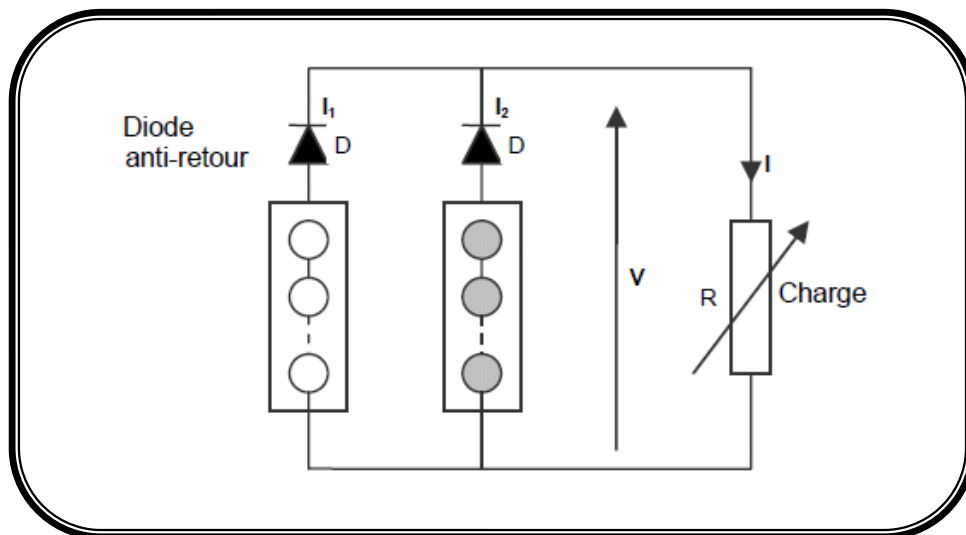 I₁
I₂
Diode
anti-retour
D
D
I
V
R
Charge